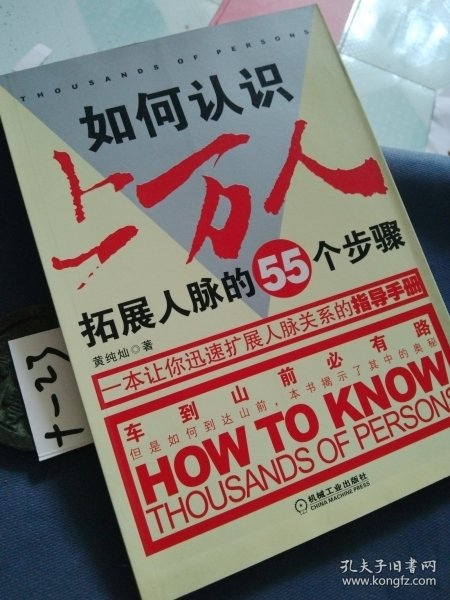 THOUSANDS OF PERSONS
如何认识
上万人
拓展人脉的55个步骤
黄纯灿◎著
一本让你迅速扩展人脉关系的指导手册
车到山前必有路
但是如何到达山前，本书揭示了其中的奥秘
HOW TO KNOW
THOUSANDS OF PERSONS
机械工业出版社
CHINA MACHINE PRESS
孔夫子旧书网
www.kongfz.com